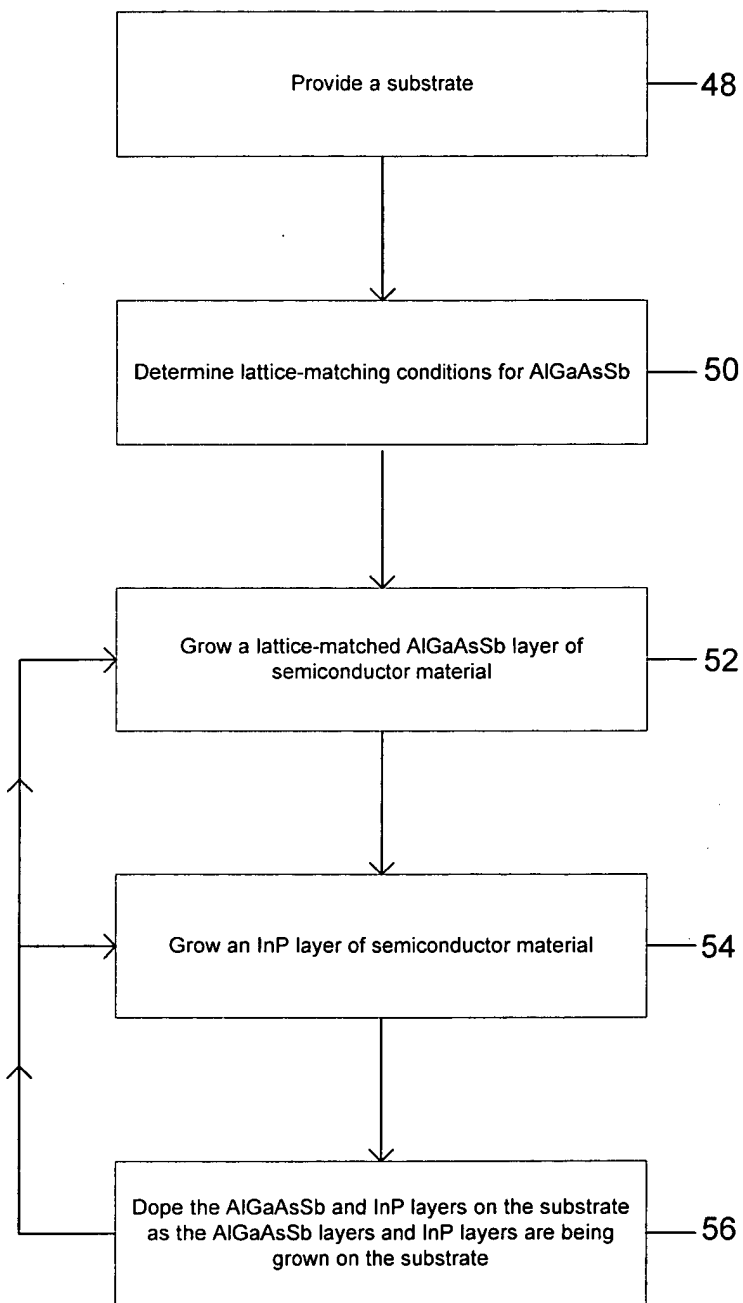 Provide a substrate
48
Determine lattice-matching conditions for AlGaAsSb
50
Grow a lattice-matched AlGaAsSb layer of
semiconductor material
52
Grow an InP layer of semiconductor material
54
Dope the AlGaAsSb and InP layers on the substrate
as the AlGaAsSb layers and InP layers are being
grown on the substrate
56